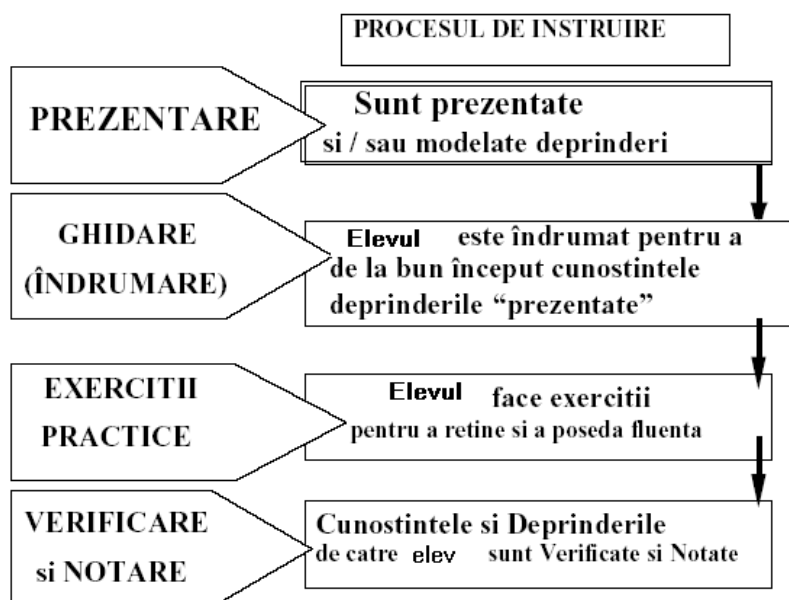 PROCESUL DE INSTRUIRE
PREZENTARE
Sunt prezentate
si / sau modelate deprinderi
GHIDARE
(ÎNDRUMARE)
Elevul este îndrumat pentru a
de la bun început cunostintele
deprinderile “prezentate”
EXERCITII
PRACTICE
Elevul face exercitii
pentru a retine si a poseda fluenta
VERIFICARE
si NOTARE
Cunostintele si Deprinderile
de catre elev sunt Verificate si Notate